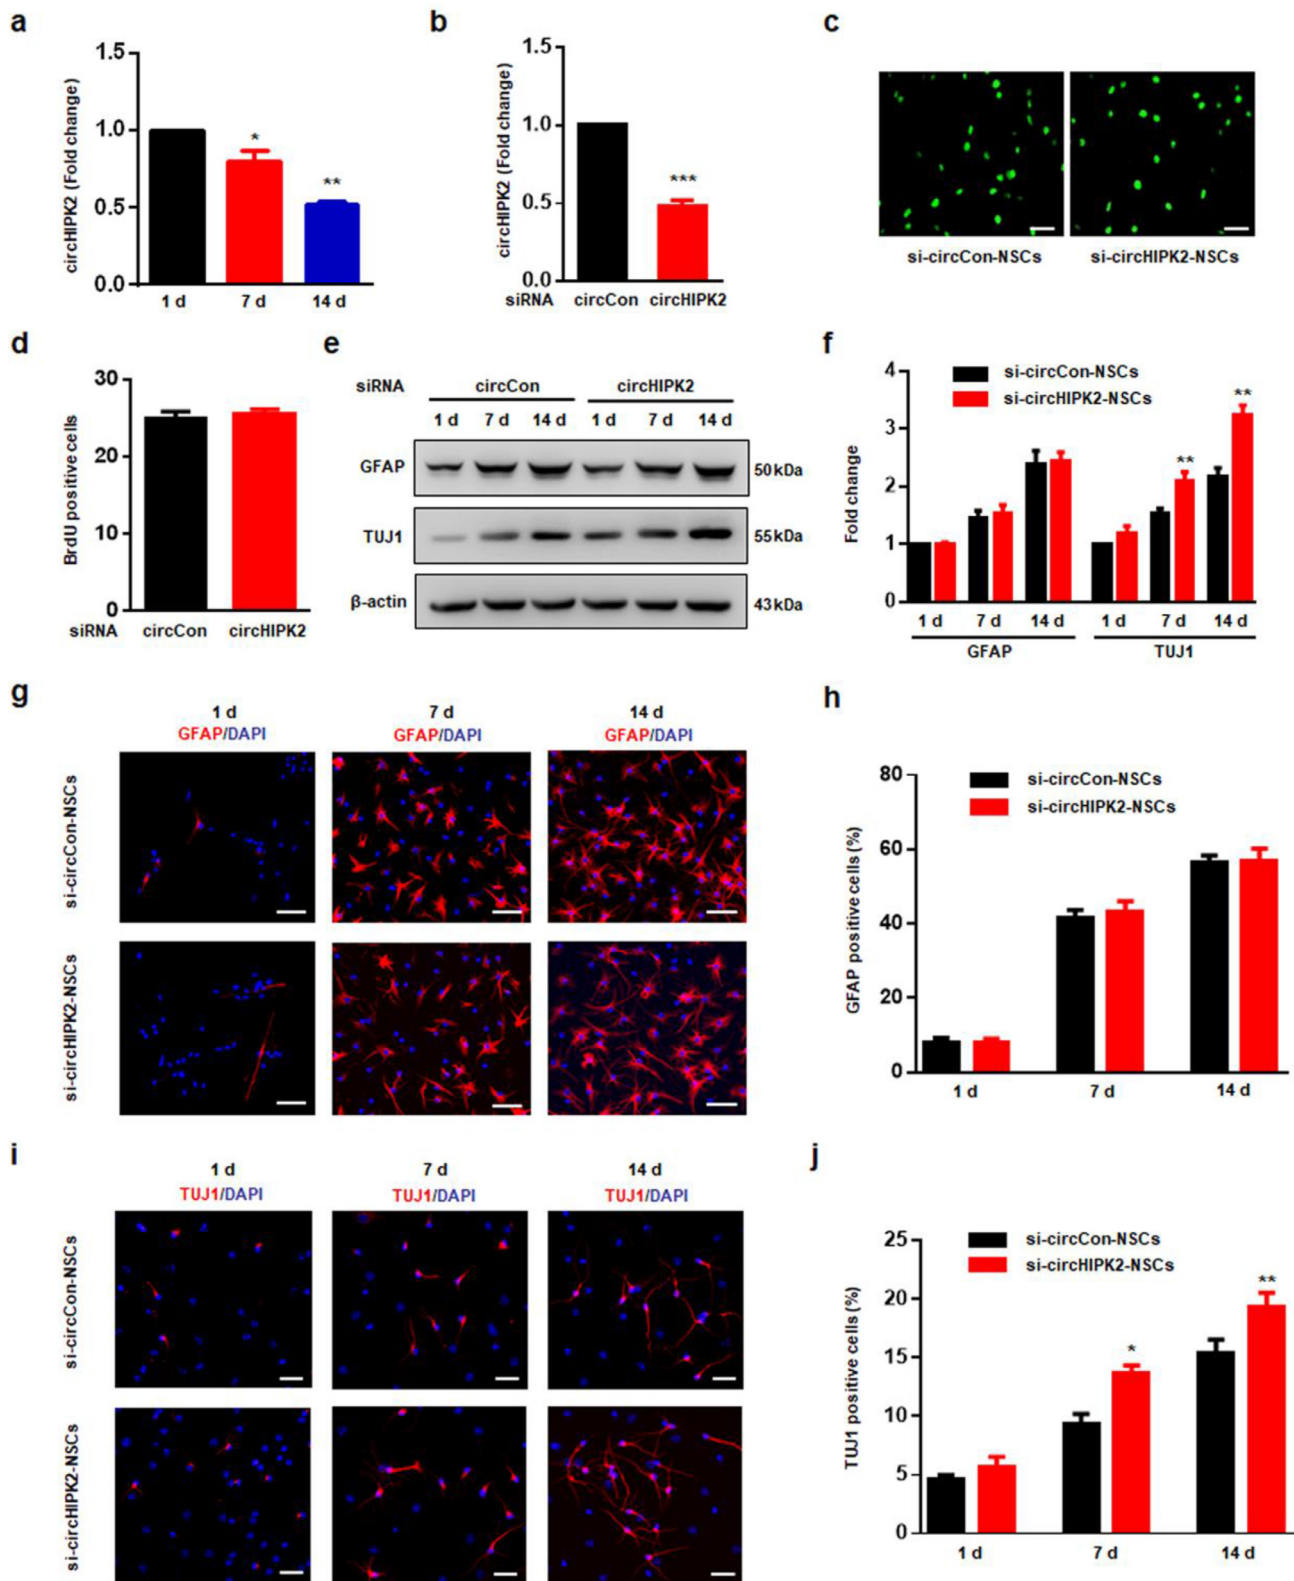 a
circHIPK2 (Fold change)
1.5
1.0
0.5
0.0
*
**
1 d
7 d
14 d
b
circHIPK2 (Fold change)
1.5
1.0
0.5
0.0
***
siRNA circCon circHIPK2
c
si-circCon-NSCs
si-circHIPK2-NSCs
d
BrdU positive cells
30
20
10
0
siRNA circCon circHIPK2
e
siRNA circCon circHIPK2
1 d 7 d 14 d 1 d 7 d 14 d
GFAP 50 kDa
TUJ1 55 kDa
β-actin 43 kDa
f
Fold change
4
3
2
1
0
si-circCon-NSCs
si-circHIPK2-NSCs
**
**
1 d 7 d 14 d 1 d 7 d 14 d
GFAP TUJ1
g
1 d 7 d 14 d
GFAP/DAPI GFAP/DAPI GFAP/DAPI
si-circCon-NSCs
si-circHIPK2-NSCs
h
GFAP positive cells (%)
80
60
40
20
0
si-circCon-NSCs
si-circHIPK2-NSCs
1 d 7 d 14 d
i
1 d 7 d 14 d
TUJ1/DAPI TUJ1/DAPI TUJ1/DAPI
si-circCon-NSCs
si-circHIPK2-NSCs
j
TUJ1 positive cells (%)
25
20
15
10
5
0
si-circCon-NSCs
si-circHIPK2-NSCs
*
**
1 d 7 d 14 d